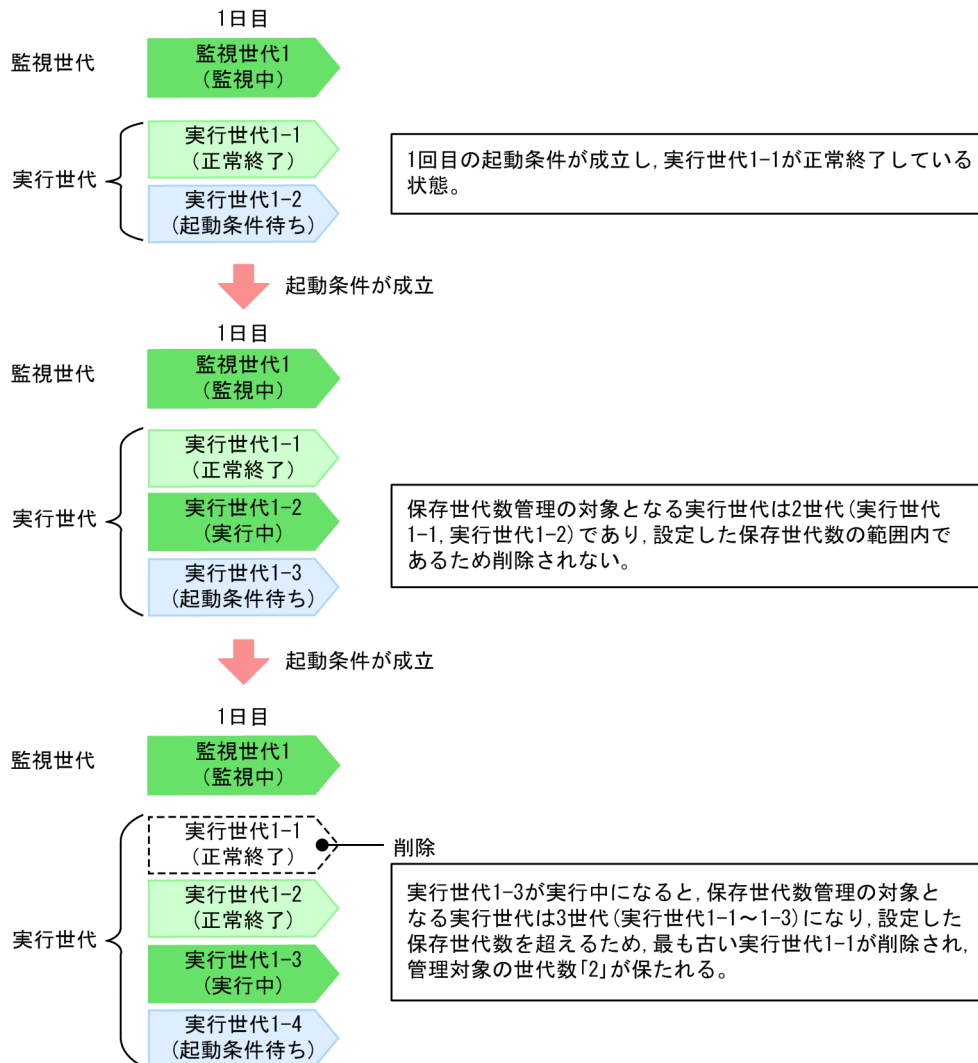 1日目
監視世代
監視世代1
(監視中)
実行世代
実行世代1-1
(正常終了)
実行世代1-2
(起動条件待ち)
1回目の起動条件が成立し,実行世代1-1が正常終了している
状態。
起動条件が成立
1日目
監視世代
監視世代1
(監視中)
実行世代
実行世代1-1
(正常終了)
実行世代1-2
(実行中)
実行世代1-3
(起動条件待ち)
保存世代数管理の対象となる実行世代は2世代(実行世代
1-1,実行世代1-2)であり,設定した保存世代数の範囲内で
あるため削除されない。
起動条件が成立
1日目
監視世代
監視世代1
(監視中)
実行世代
実行世代1-1
(正常終了)
削除
実行世代1-2
(正常終了)
実行世代1-3
(実行中)
実行世代1-4
(起動条件待ち)
実行世代1-3が実行中になると,保存世代数管理の対象と
なる実行世代は3世代(実行世代1-1～1-3)になり,設定した
保存世代数を超えるため,最も古い実行世代1-1が削除され,
管理対象の世代数「2」が保たれる。